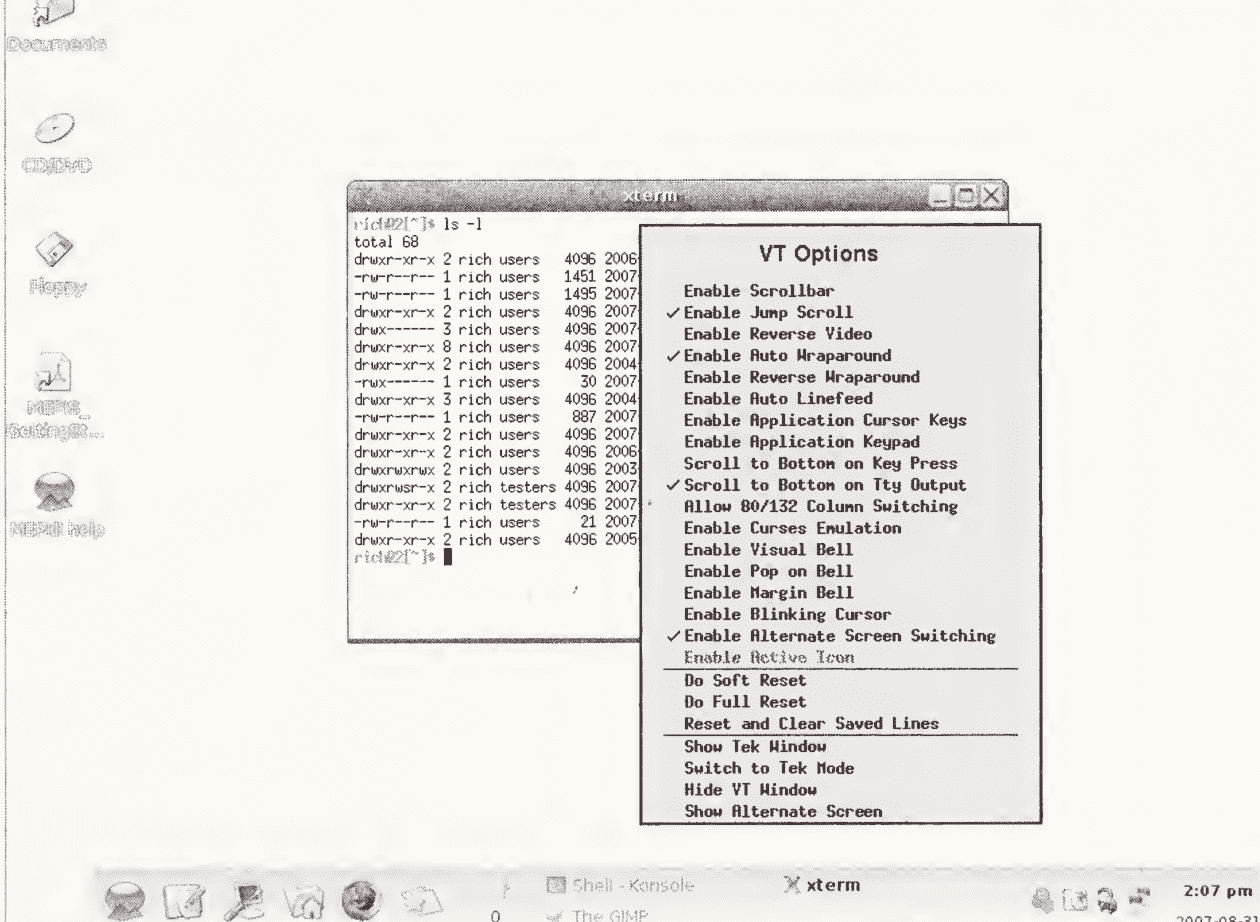 Documents
CD/DVD
Floppy
MEPIS_
MEPIS help
xterm
rich@2[~]$ ls -l
total 68
drwxr-xr-x 2 rich users 4096 2006
-rw-r--r-- 1 rich users 1451 2007
-rw-r--r-- 1 rich users 1495 2007
drwxr-xr-x 2 rich users 4096 2007
drwx------ 3 rich users 4096 2007
drwxr-xr-x 8 rich users 4096 2007
drwxr-xr-x 2 rich users 4096 2004
-rwx------ 1 rich users 30 2007
drwxr-xr-x 3 rich users 4096 2004
-rw-r--r-- 1 rich users 887 2007
drwxr-xr-x 2 rich users 4096 2007
drwxr-xr-x 2 rich users 4096 2006
drwxrwxrwx 2 rich users 4096 2003
drwxrwsr-x 2 rich testers 4096 2007
drwxr-xr-x 2 rich testers 4096 2007
-rw-r--r-- 1 rich users 21 2007
drwxr-xr-x 2 rich users 4096 2005
rich@2[~]$
VT Options
Enable Scrollbar
✓ Enable Jump Scroll
Enable Reverse Video
✓ Enable Auto Wraparound
Enable Reverse Wraparound
Enable Auto Linefeed
Enable Application Cursor Keys
Enable Application Keypad
Scroll to Bottom on Key Press
✓ Scroll to Bottom on Tty Output
Allow 80/132 Column Switching
Enable Curses Emulation
Enable Visual Bell
Enable Pop on Bell
Enable Margin Bell
Enable Blinking Cursor
✓ Enable Alternate Screen Switching
Enable Active Icon
Do Soft Reset
Do Full Reset
Reset and Clear Saved Lines
Show Tek Window
Switch to Tek Mode
Hide VT Window
Show Alternate Screen
Shell - Konsole
xterm
2:07 pm
0
The GIMP
2007-08-31